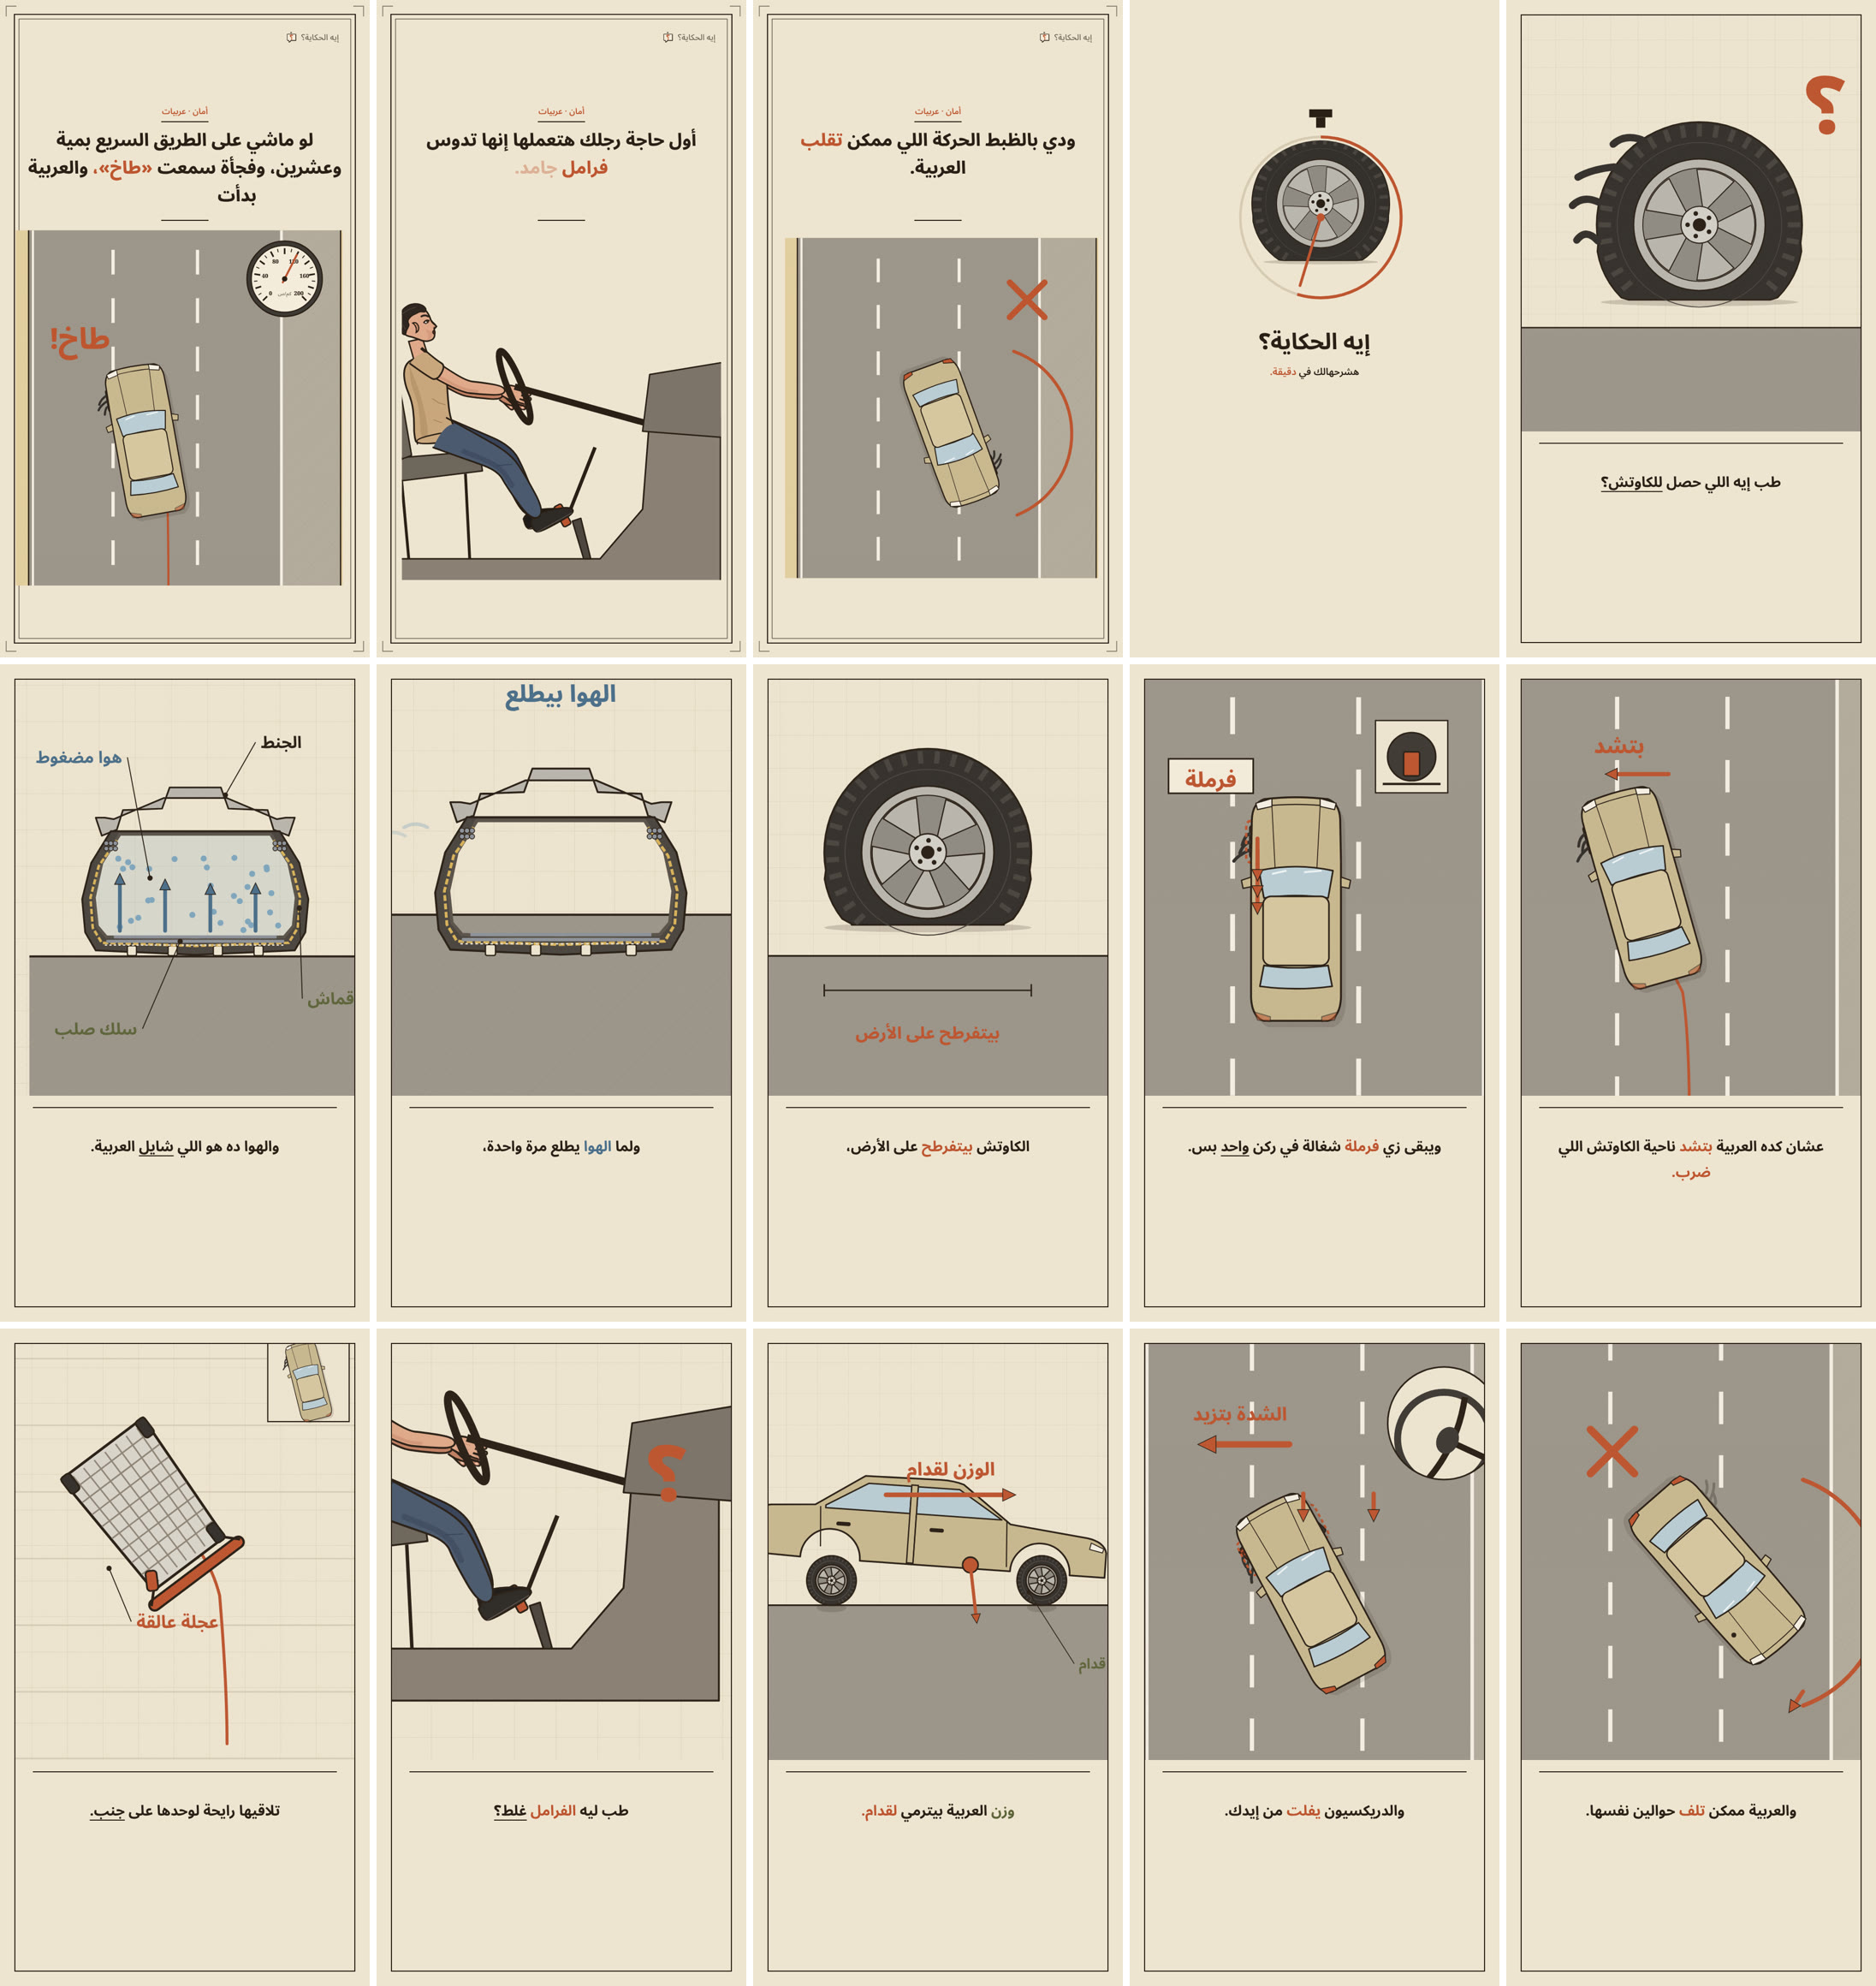 إيه الحكاية؟
أمان · عربيات
لو ماشي على الطريق السريع بمية
وعشرين، وفجأة سمعت «طاخ»، والعربية
بدأت
0
40
80
120
160
200
طاخ!
إيه الحكاية؟
أمان · عربيات
أول حاجة رجلك هتعملها إنها تدوس
فرامل جامد.
إيه الحكاية؟
أمان · عربيات
ودي بالظبط الحركة اللي ممكن تقلب
العربية.
إيه الحكاية؟
هشرحهالك في دقيقة.
؟
طب إيه اللي حصل للكاوتش؟
الجنط
هوا مضغوط
قماش
سلك صلب
والهوا ده هو اللي شايل العربية.
الهوا بيطلع
ولما الهوا يطلع مرة واحدة،
بيتفرطح على الأرض
الكاوتش بيتفرطح على الأرض،
فرملة
ويبقى زي فرملة شغالة في ركن واحد بس.
بتشد
عشان كده العربية بتشد ناحية الكاوتش اللي
ضرب.
عجلة عالقة
تلاقيها رايحة لوحدها على جنب.
؟
طب ليه الفرامل غلط؟
الوزن لقدام
قدام
وزن العربية بيترمي لقدام.
الشدة بتزيد
والدريكسيون يفلت من إيدك.
والعربية ممكن تلف حوالين نفسها.